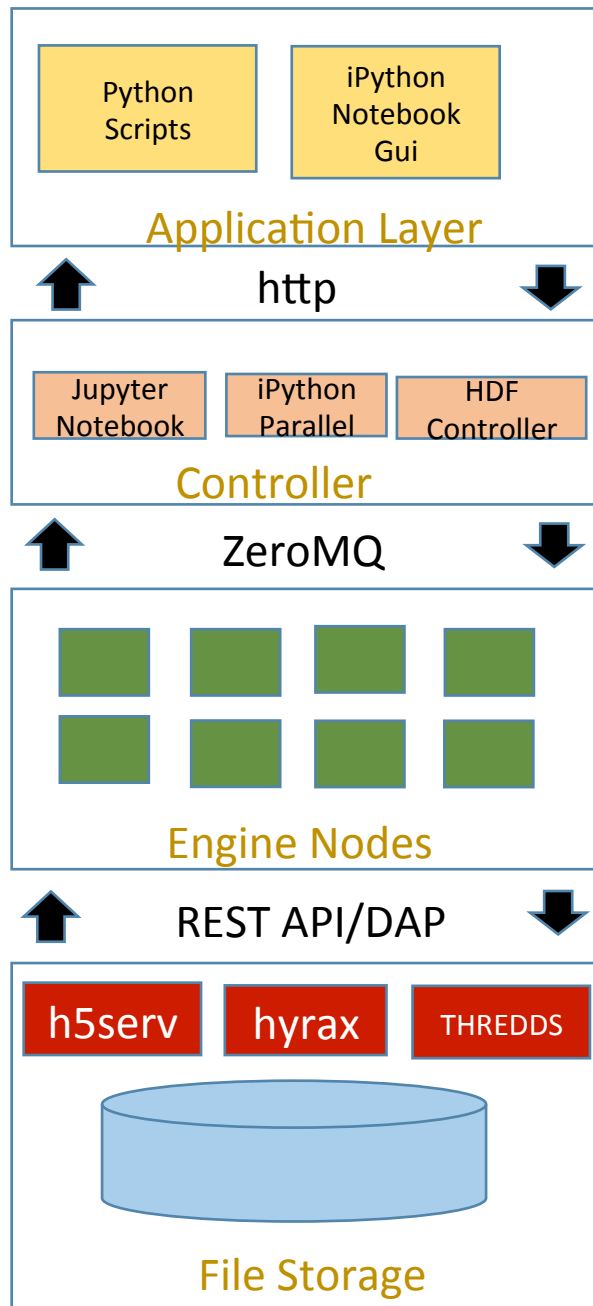 Python
Scripts
iPython
Notebook
Gui
Application Layer
http
Jupyter
Notebook
iPython
Parallel
HDF
Controller
Controller
ZeroMQ
Engine Nodes
REST API/DAP
h5serv
hyrax
THREDDS
File Storage